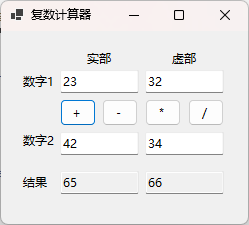 复数计算器
实部 虚部
数字1 23 32
+ - * /
数字2 42 34
结果 65 66